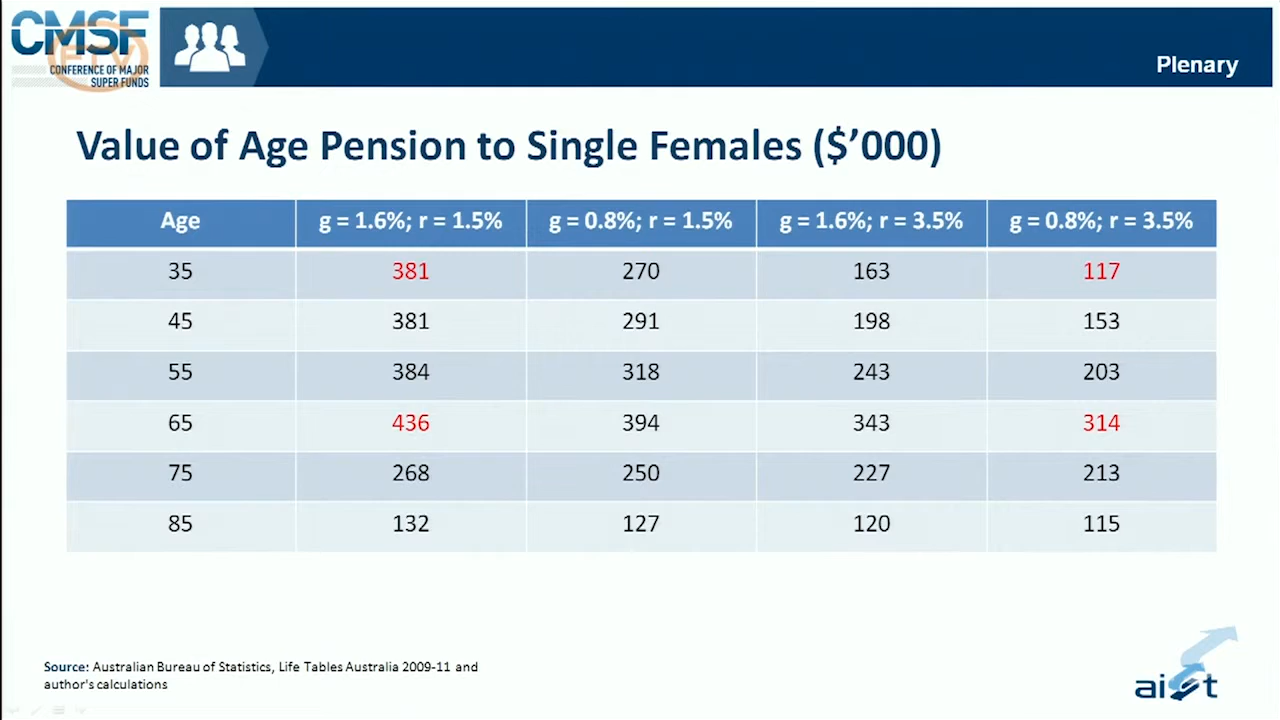 CMSF
CONFERENCE OF MAJOR
SUPER FUNDS
Plenary
Value of Age Pension to Single Females ($’000)
Age g = 1.6%; r = 1.5% g = 0.8%; r = 1.5% g = 1.6%; r = 3.5% g = 0.8%; r = 3.5%
35 381 270 163 117
45 381 291 198 153
55 384 318 243 203
65 436 394 343 314
75 268 250 227 213
85 132 127 120 115
Source: Australian Bureau of Statistics, Life Tables Australia 2009-11 and
author's calculations
aist